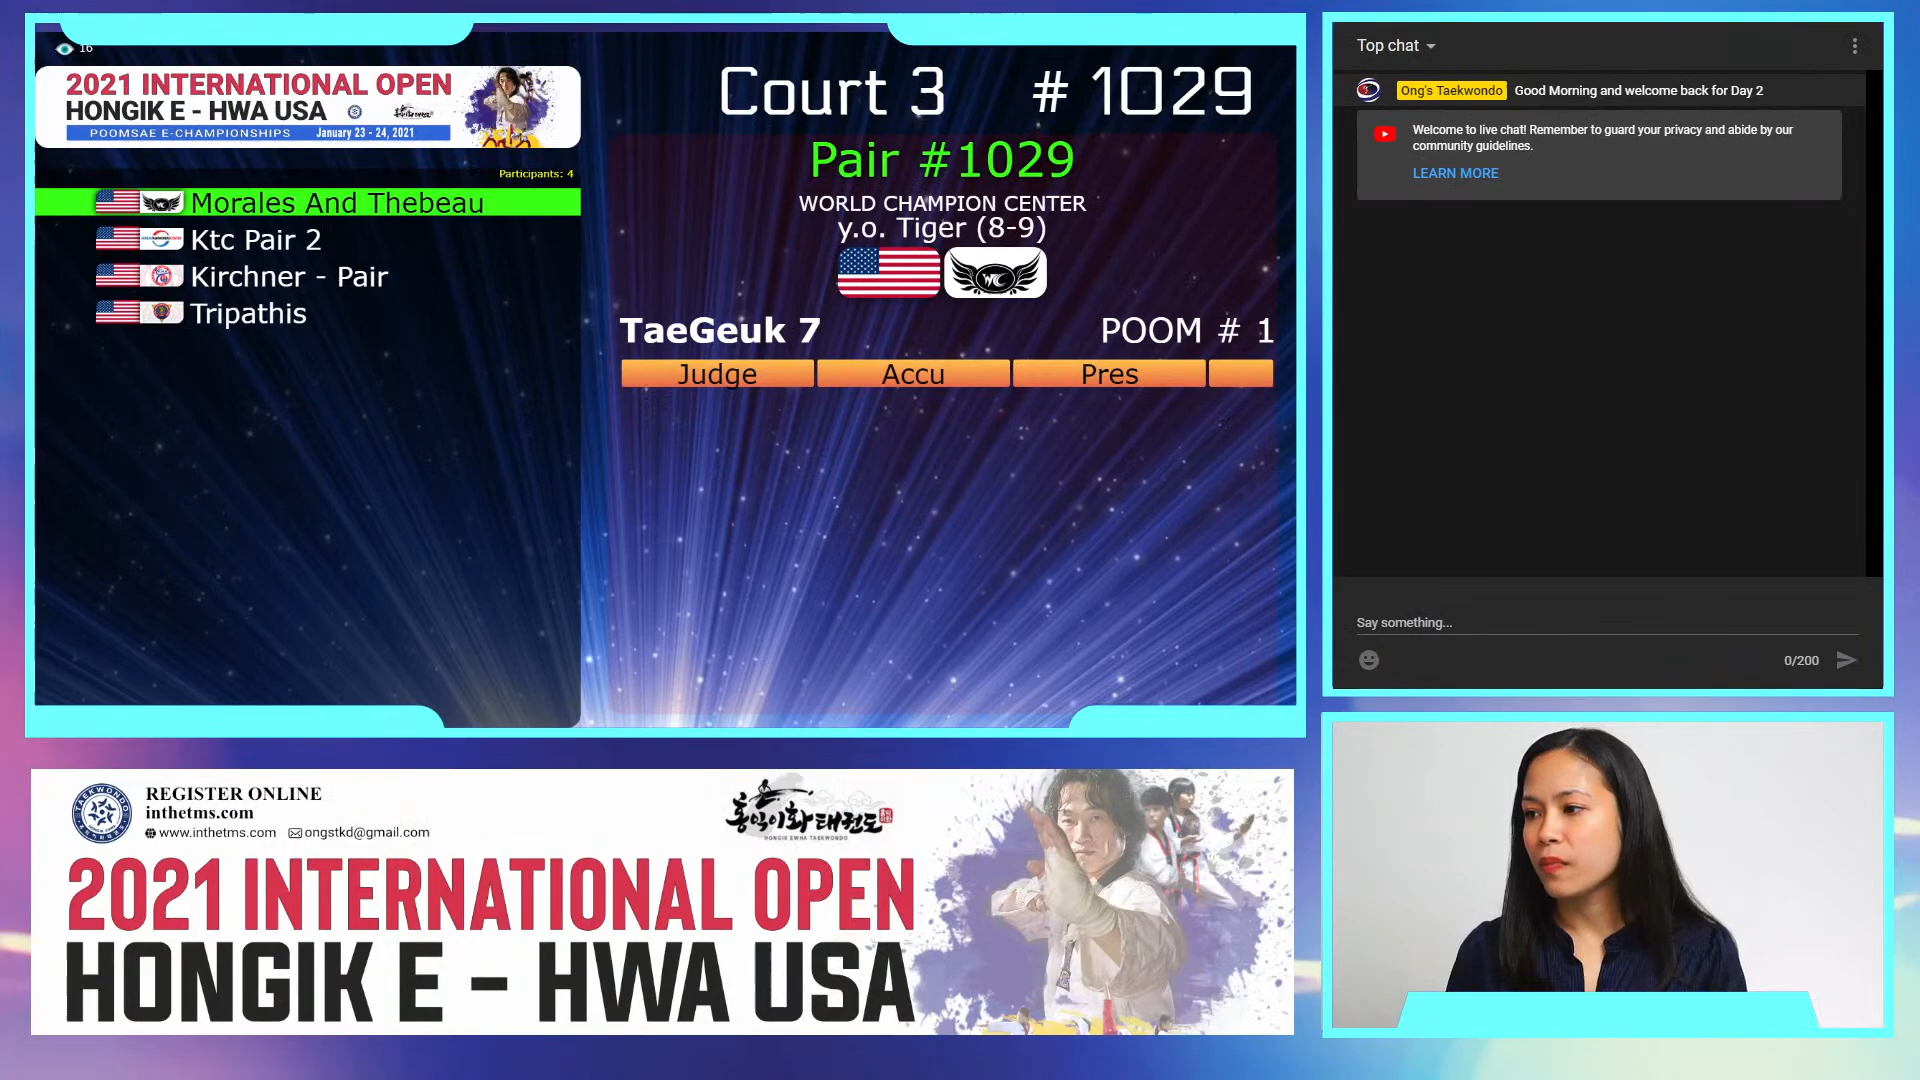 16
2021 INTERNATIONAL OPEN
HONGIK E - HWA USA
POOMSAE E-CHAMPIONSHIPS January 23 - 24, 2021
Participants: 4
Morales And Thebeau
Ktc Pair 2
Kirchner - Pair
Tripathis
Court 3 # 1029
Pair #1029
WORLD CHAMPION CENTER
y.o. Tiger (8-9)
WC
TaeGeuk 7 POOM # 1
Judge Accu Pres
Top chat
Ong's Taekwondo Good Morning and welcome back for Day 2
Welcome to live chat! Remember to guard your privacy and abide by our
community guidelines.
LEARN MORE
Say something...
0/200
TAEKWONDO
REGISTER ONLINE
inthetms.com
www.inthetms.com ongstkd@gmail.com
홍익이화태권도
HONGIK EWHA TAEKWONDO
2021 INTERNATIONAL OPEN
HONGIK E - HWA USA